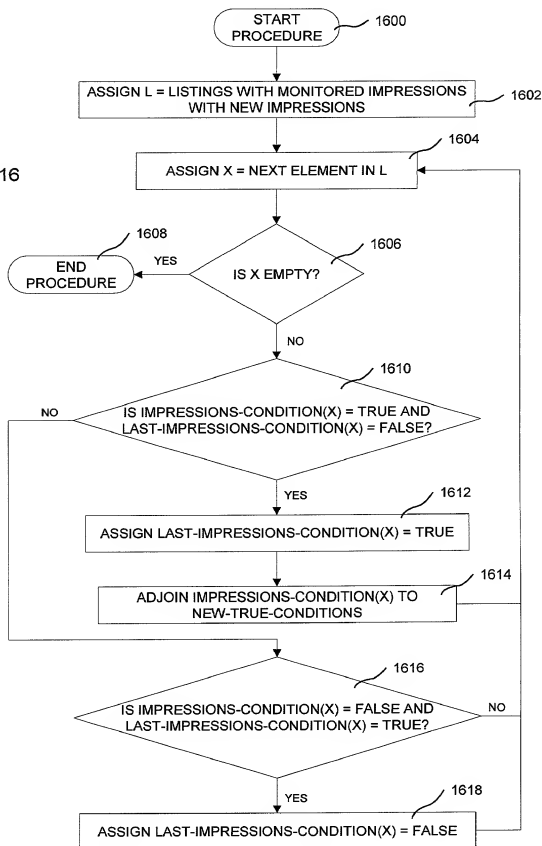 START
PROCEDURE
1600
ASSIGN L = LISTINGS WITH MONITORED IMPRESSIONS
WITH NEW IMPRESSIONS
1602
1604
16
ASSIGN X = NEXT ELEMENT IN L
1608
1606
END
PROCEDURE
YES
IS X EMPTY?
NO
1610
NO
IS IMPRESSIONS-CONDITION(X) = TRUE AND
LAST-IMPRESSIONS-CONDITION(X) = FALSE?
YES
1612
ASSIGN LAST-IMPRESSIONS-CONDITION(X) = TRUE
1614
ADJOIN IMPRESSIONS-CONDITION(X) TO
NEW-TRUE-CONDITIONS
1616
IS IMPRESSIONS-CONDITION(X) = FALSE AND
LAST-IMPRESSIONS-CONDITION(X) = TRUE?
NO
YES
1618
ASSIGN LAST-IMPRESSIONS-CONDITION(X) = FALSE